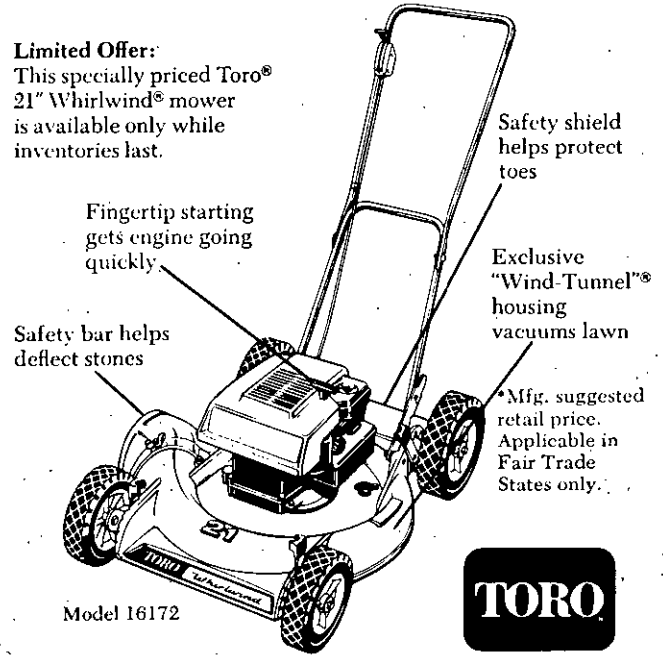 Limited Offer:
This specially priced Toro®
21" Whirlwind® mower
is available only while
inventories last.
Safety shield
helps protect
toes
Fingertip starting
gets engine going
quickly
Exclusive
"Wind-Tunnel"®
housing
vacuums lawn
Safety bar helps
deflect stones
*Mfg. suggested
retail price.
Applicable in
Fair Trade
States only.
21
TORO Whirlwind
Model 16172
TORO